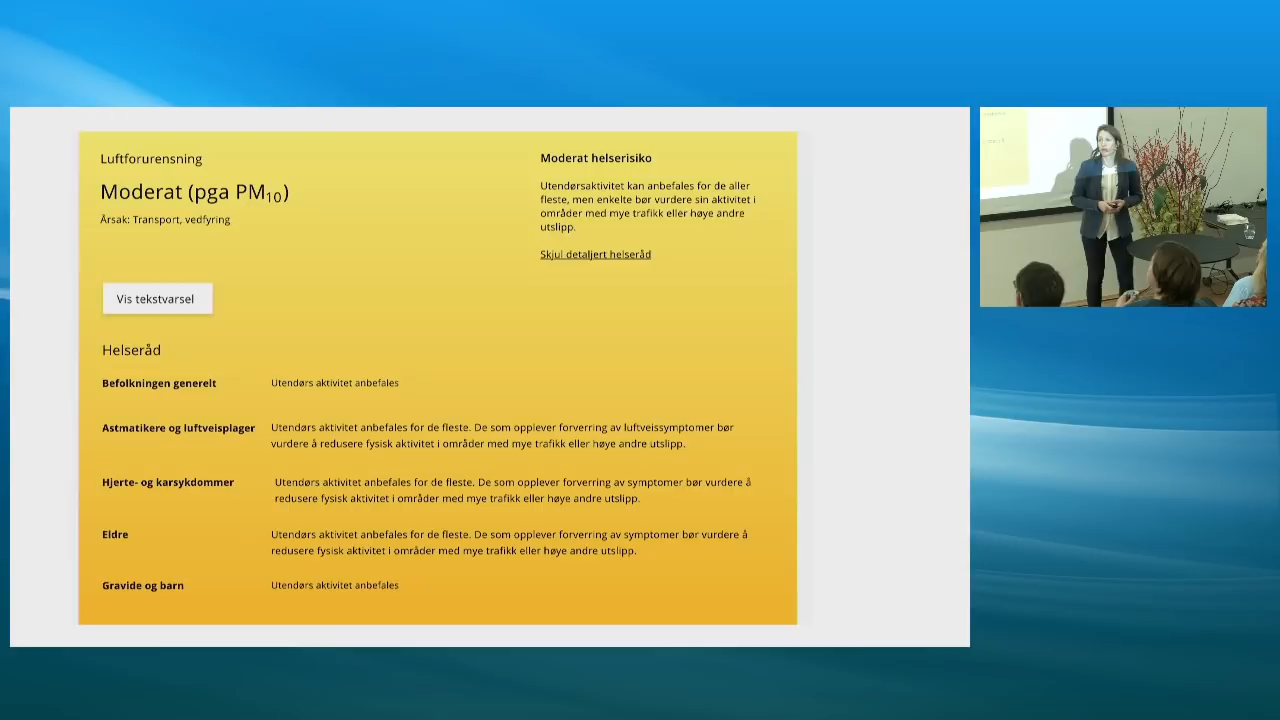 Luftforurensning
Moderat (pga PM₁₀)
Årsak: Transport, vedfyring
Moderat helserisiko
Utendørsaktivitet kan anbefales for de aller
fleste, men enkelte bør vurdere sin aktivitet i
områder med mye trafikk eller høye andre
utslipp.
Skjul detaljert helseråd
Vis tekstvarsel
Helseråd
Befolkningen generelt
Utendørs aktivitet anbefales
Astmatikere og luftveisplager
Utendørs aktivitet anbefales for de fleste. De som opplever forverring av luftveissymptomer bør
vurdere å redusere fysisk aktivitet i områder med mye trafikk eller høye andre utslipp.
Hjerte- og karsykdommer
Utendørs aktivitet anbefales for de fleste. De som opplever forverring av symptomer bør vurdere å
redusere fysisk aktivitet i områder med mye trafikk eller høye andre utslipp.
Eldre
Utendørs aktivitet anbefales for de fleste. De som opplever forverring av symptomer bør vurdere å
redusere fysisk aktivitet i områder med mye trafikk eller høye andre utslipp.
Gravide og barn
Utendørs aktivitet anbefales